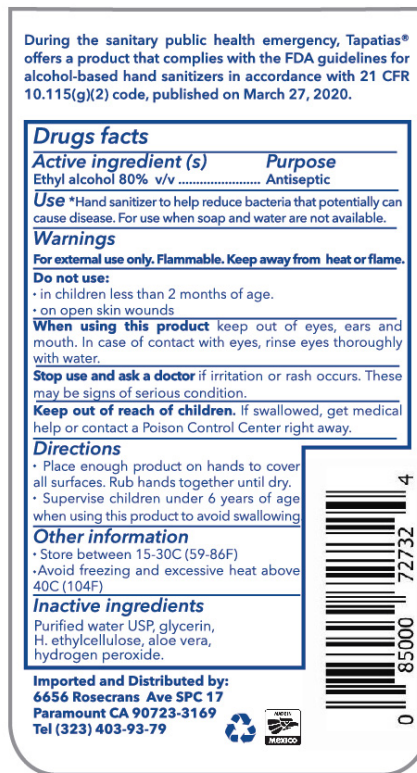 During the sanitary public health emergency, Tapatias®
offers a product that complies with the FDA guidelines for
alcohol-based hand sanitizers in accordance with 21 CFR
10.115(g)(2) code, published on March 27, 2020.
Drugs facts
Active ingredient (s) Purpose
Ethyl alcohol 80% v/v ....................... Antiseptic
Use *Hand sanitizer to help reduce bacteria that potentially can
cause disease. For use when soap and water are not available.
Warnings
For external use only. Flammable. Keep away from heat or flame.
Do not use:
· in children less than 2 months of age.
· on open skin wounds
When using this product keep out of eyes, ears and
mouth. In case of contact with eyes, rinse eyes thoroughly
with water.
Stop use and ask a doctor if irritation or rash occurs. These
may be signs of serious condition.
Keep out of reach of children. If swallowed, get medical
help or contact a Poison Control Center right away.
Directions
· Place enough product on hands to cover
all surfaces. Rub hands together until dry.
· Supervise children under 6 years of age
when using this product to avoid swallowing
Other information
· Store between 15-30C (59-86F)
·Avoid freezing and excessive heat above
40C (104F)
Inactive ingredients
Purified water USP, glycerin,
H. ethylcellulose, aloe vera,
hydrogen peroxide.
Imported and Distributed by:
6656 Rosecrans Ave SPC 17
Paramount CA 90723-3169
Tel (323) 403-93-79
MADE IN
MEXICO
0 85000 72732 4